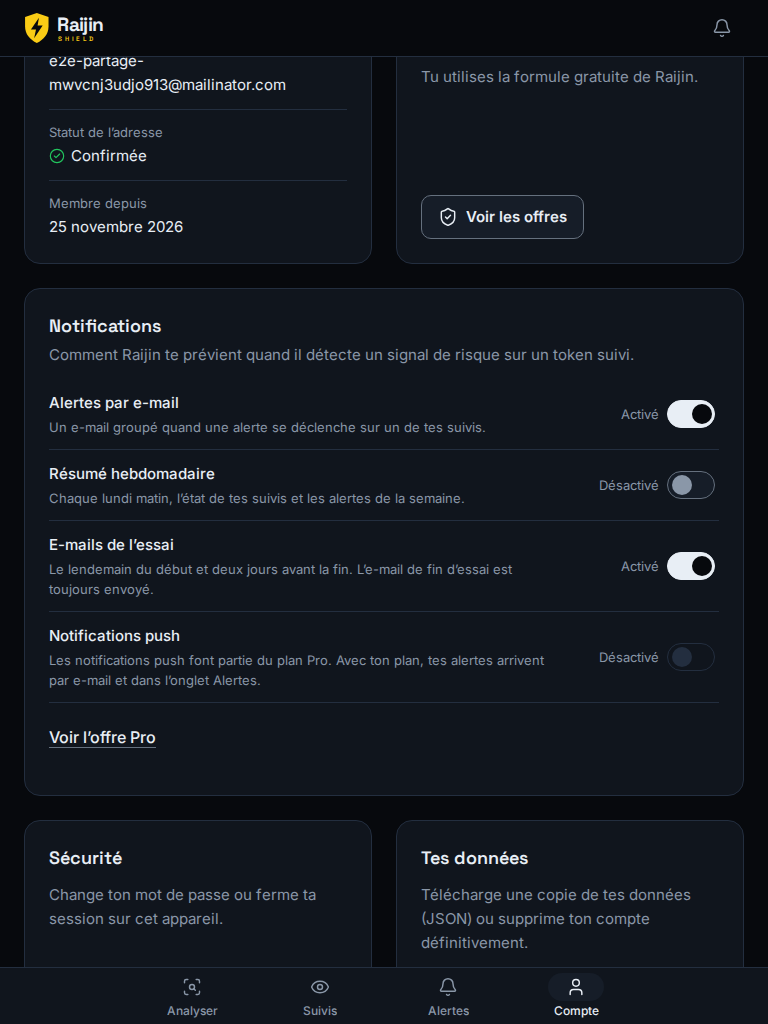 Raijin
SHIELD
e2e-partage-
mwvcnj3udjo913@mailinator.com
Statut de l’adresse
Confirmée
Membre depuis
25 novembre 2026
Tu utilises la formule gratuite de Raijin.
Voir les offres
Notifications
Comment Raijin te prévient quand il détecte un signal de risque sur un token suivi.
Alertes par e-mail
Un e-mail groupé quand une alerte se déclenche sur un de tes suivis.
Activé
Résumé hebdomadaire
Chaque lundi matin, l’état de tes suivis et les alertes de la semaine.
Désactivé
E-mails de l’essai
Le lendemain du début et deux jours avant la fin. L’e-mail de fin d’essai est
toujours envoyé.
Activé
Notifications push
Les notifications push font partie du plan Pro. Avec ton plan, tes alertes arrivent
par e-mail et dans l’onglet Alertes.
Désactivé
Voir l’offre Pro
Sécurité
Change ton mot de passe ou ferme ta
session sur cet appareil.
Tes données
Télécharge une copie de tes données
(JSON) ou supprime ton compte
définitivement.
Analyser
Suivis
Alertes
Compte